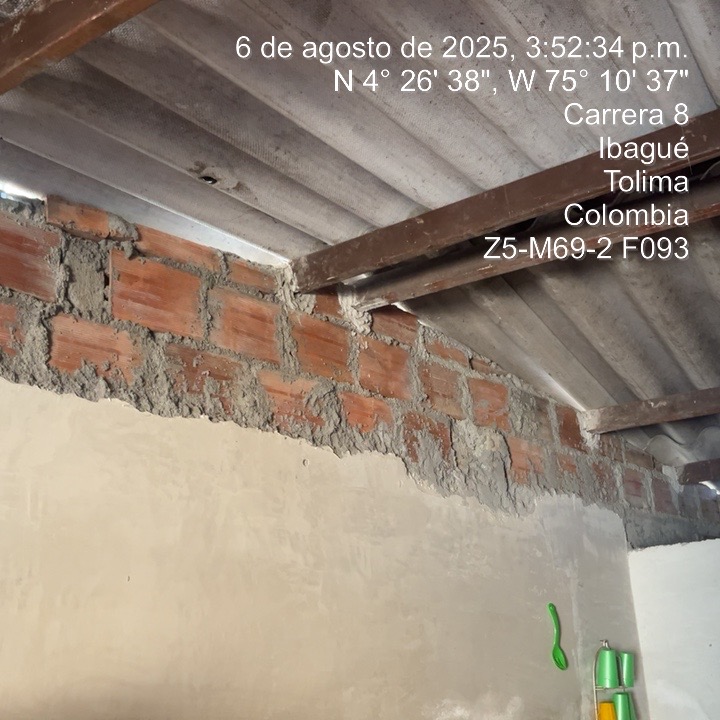 6 de agosto de 2025, 3:52:34 p.m.
N 4° 26' 38", W 75° 10' 37"
Carrera 8
Ibagué
Tolima
Colombia
Z5-M69-2 F093